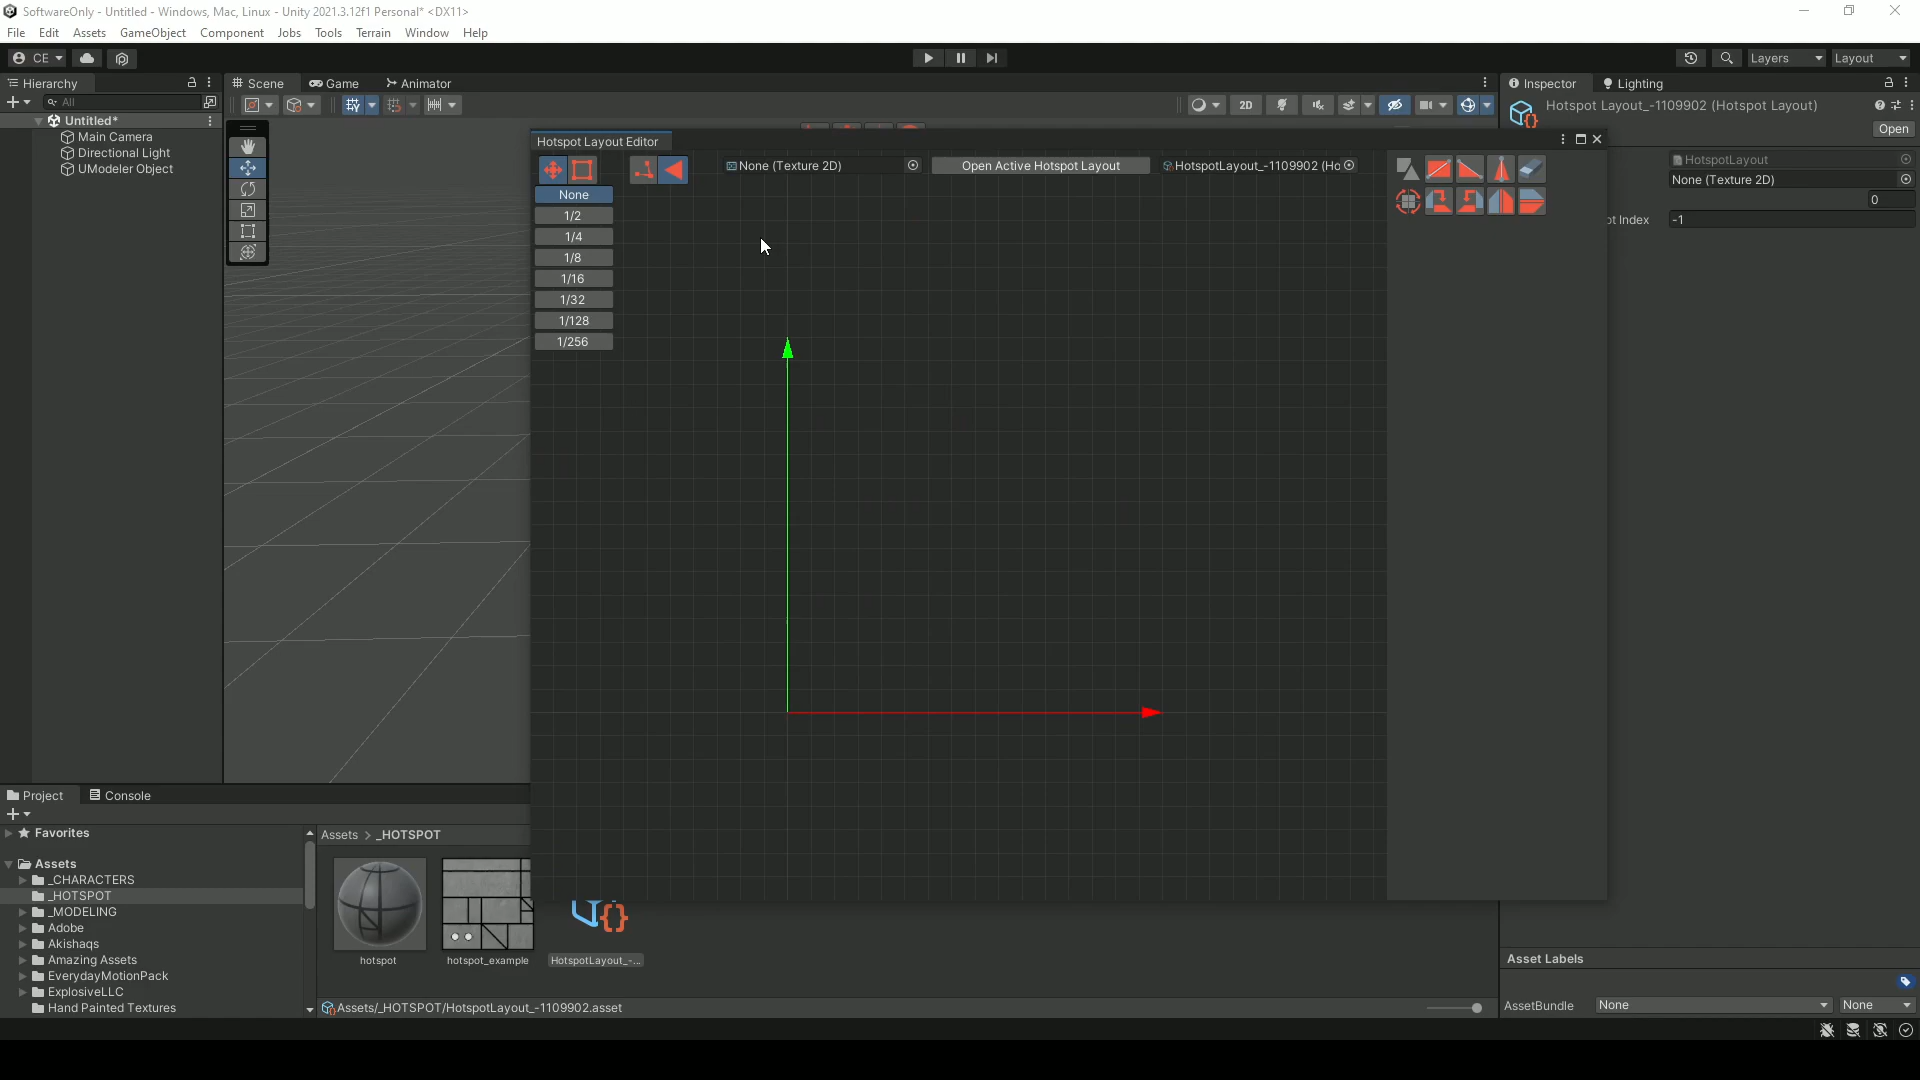 SoftwareOnly - Untitled - Windows, Mac, Linux - Unity 2021.3.12f1 Personal* <DX11>
File Edit Assets GameObject Component Jobs Tools Terrain Window Help
CE Layers Layout
Hierarchy Scene Game Animator Inspector Lighting
All 2D Hotspot Layout_-1109902 (Hotspot Layout)
Untitled* Open
Main Camera
Directional Light
UModeler Object
Hotspot Layout Editor
None (Texture 2D) Open Active Hotspot Layout HotspotLayout_-1109902 (Ho
None
1/2
1/4
1/8
1/16
1/32
1/128
1/256
HotspotLayout
None (Texture 2D)
0
ot Index -1
Project Console
Favorites
Assets
_CHARACTERS
_HOTSPOT
_MODELING
Adobe
Akishaqs
Amazing Assets
EverydayMotionPack
ExplosiveLLC
Hand Painted Textures
Assets > _HOTSPOT
hotspot hotspot_example HotspotLayout_-...
Assets/_HOTSPOT/HotspotLayout_-1109902.asset
Asset Labels
AssetBundle None None